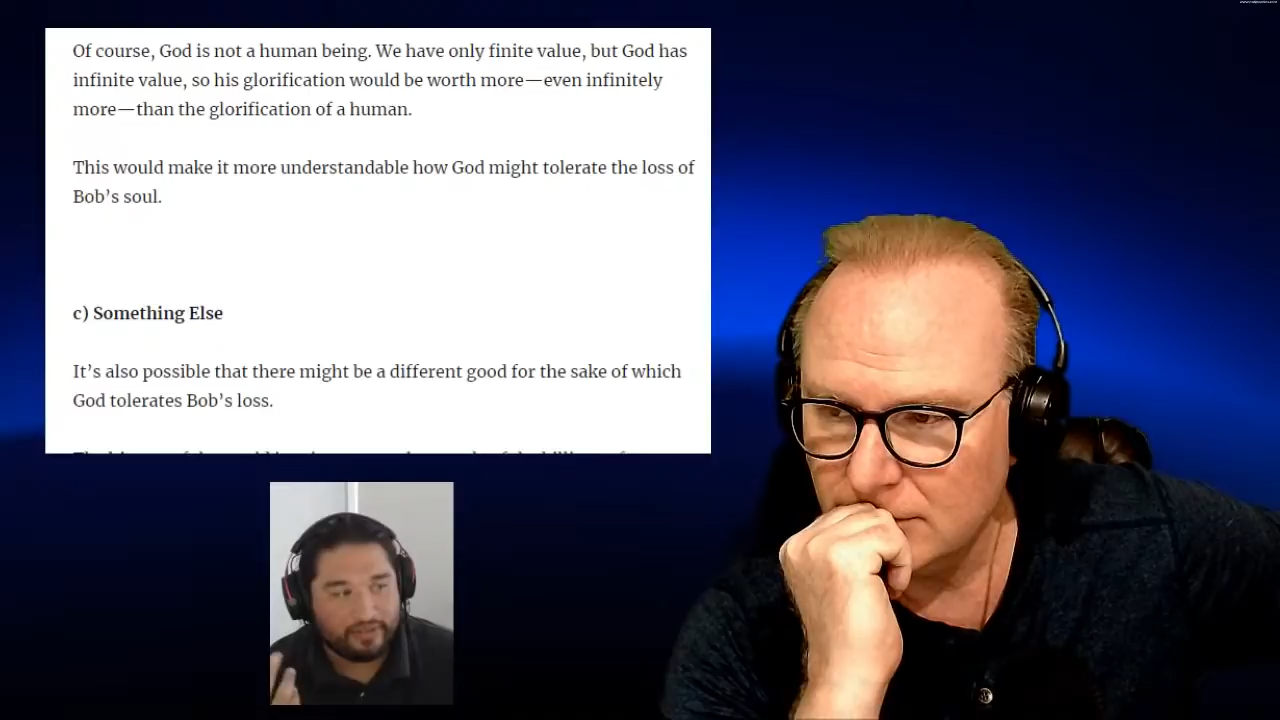 Of course, God is not a human being. We have only finite value, but God has
infinite value, so his glorification would be worth more—even infinitely
more—than the glorification of a human.
This would make it more understandable how God might tolerate the loss of
Bob’s soul.
c) Something Else
It’s also possible that there might be a different good for the sake of which
God tolerates Bob’s loss.